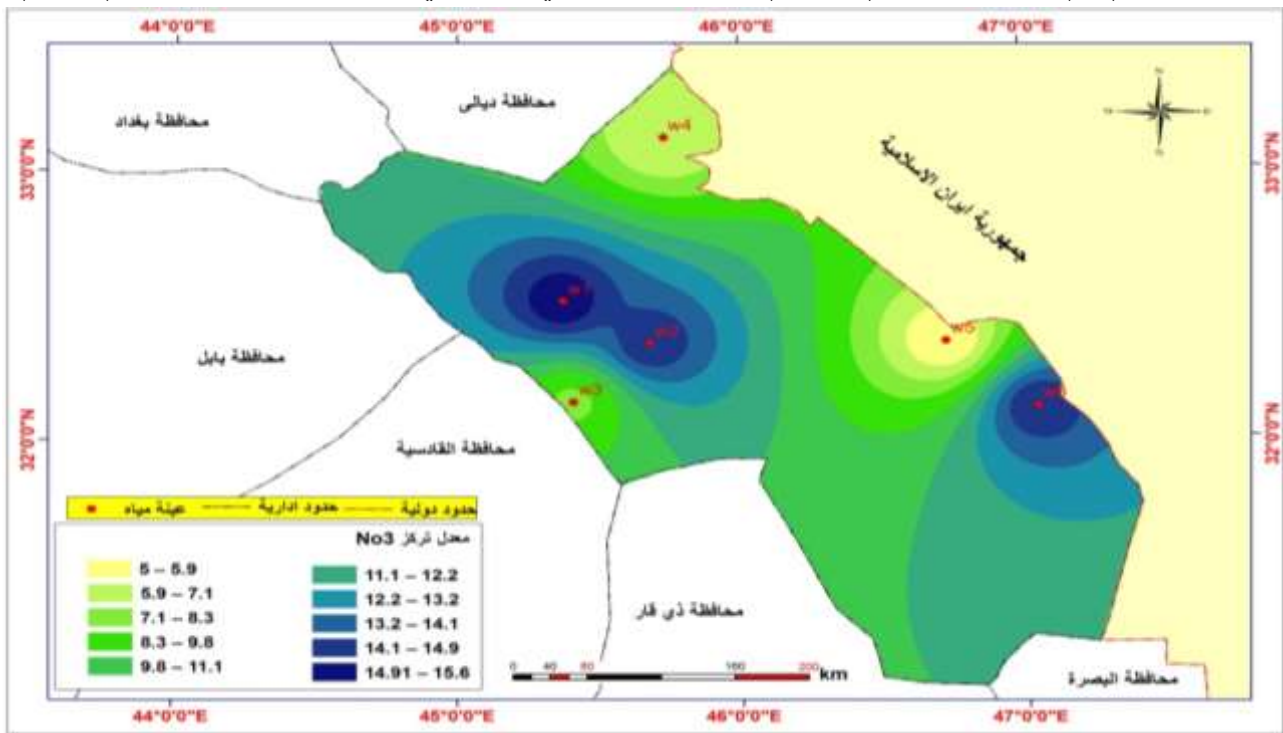 44°0'0"E 45°0'0"E 46°0'0"E 47°0'0"E
محافظة ديالى
محافظة بغداد
w4
33°0'0"N 33°0'0"N
جمهورية ايران الاسلامية
w5
محافظة بابل
w3
32°0'0"N 32°0'0"N
محافظة القادسية
عينة مياه حدود ادارية حدود دولية
معدل تركز No3
5 – 5.9
5.9 – 7.1
7.1 – 8.3
8.3 – 9.8
9.8 – 11.1
11.1 – 12.2
12.2 – 13.2
13.2 – 14.1
14.1 – 14.9
14.91 – 15.6
محافظة ذي قار
محافظة البصرة
0 40 80 160 200 km
44°0'0"E 45°0'0"E 46°0'0"E 47°0'0"E